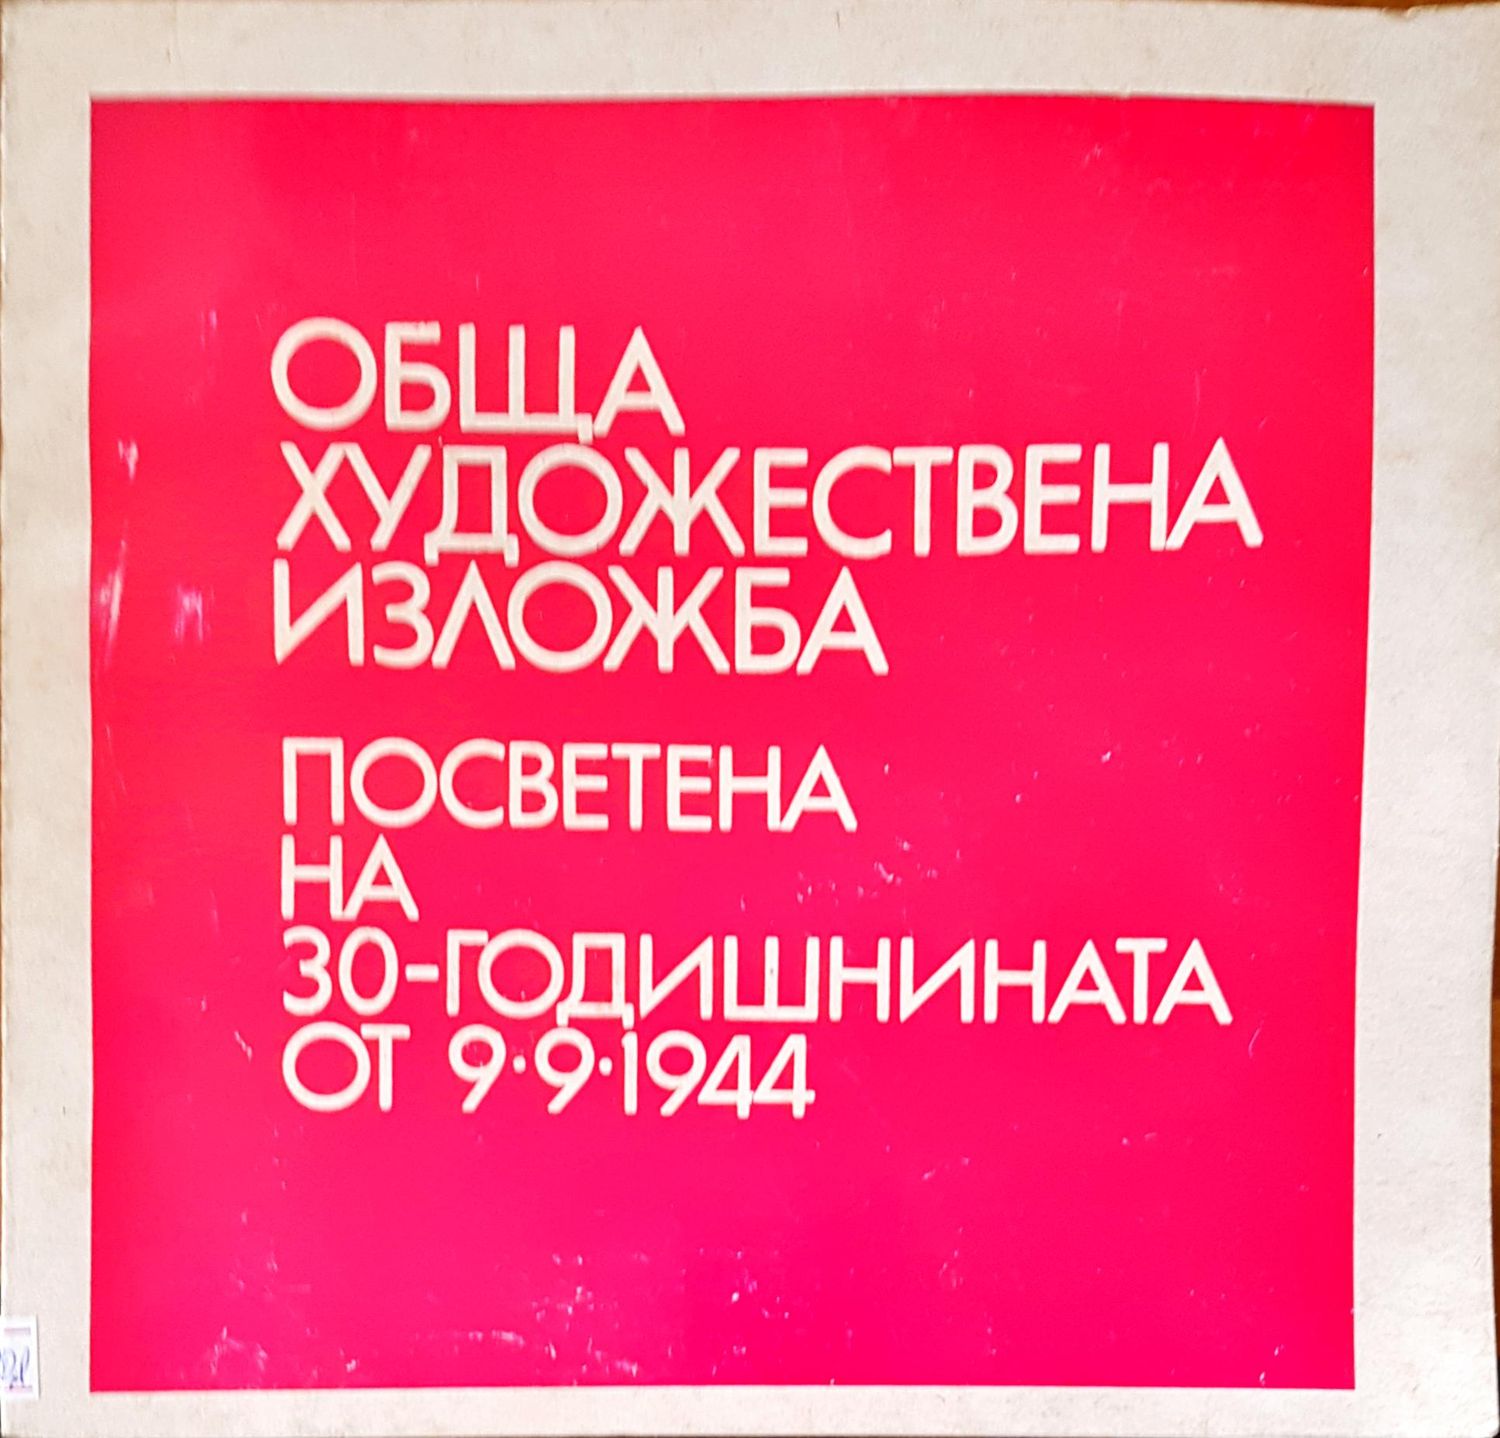 ОБЩА
ХУДОЖЕСТВЕНА
ИЗЛОЖБА
ПОСВЕТЕНА
НА
30-ГОДИШНИНАТА
ОТ 9·9·1944